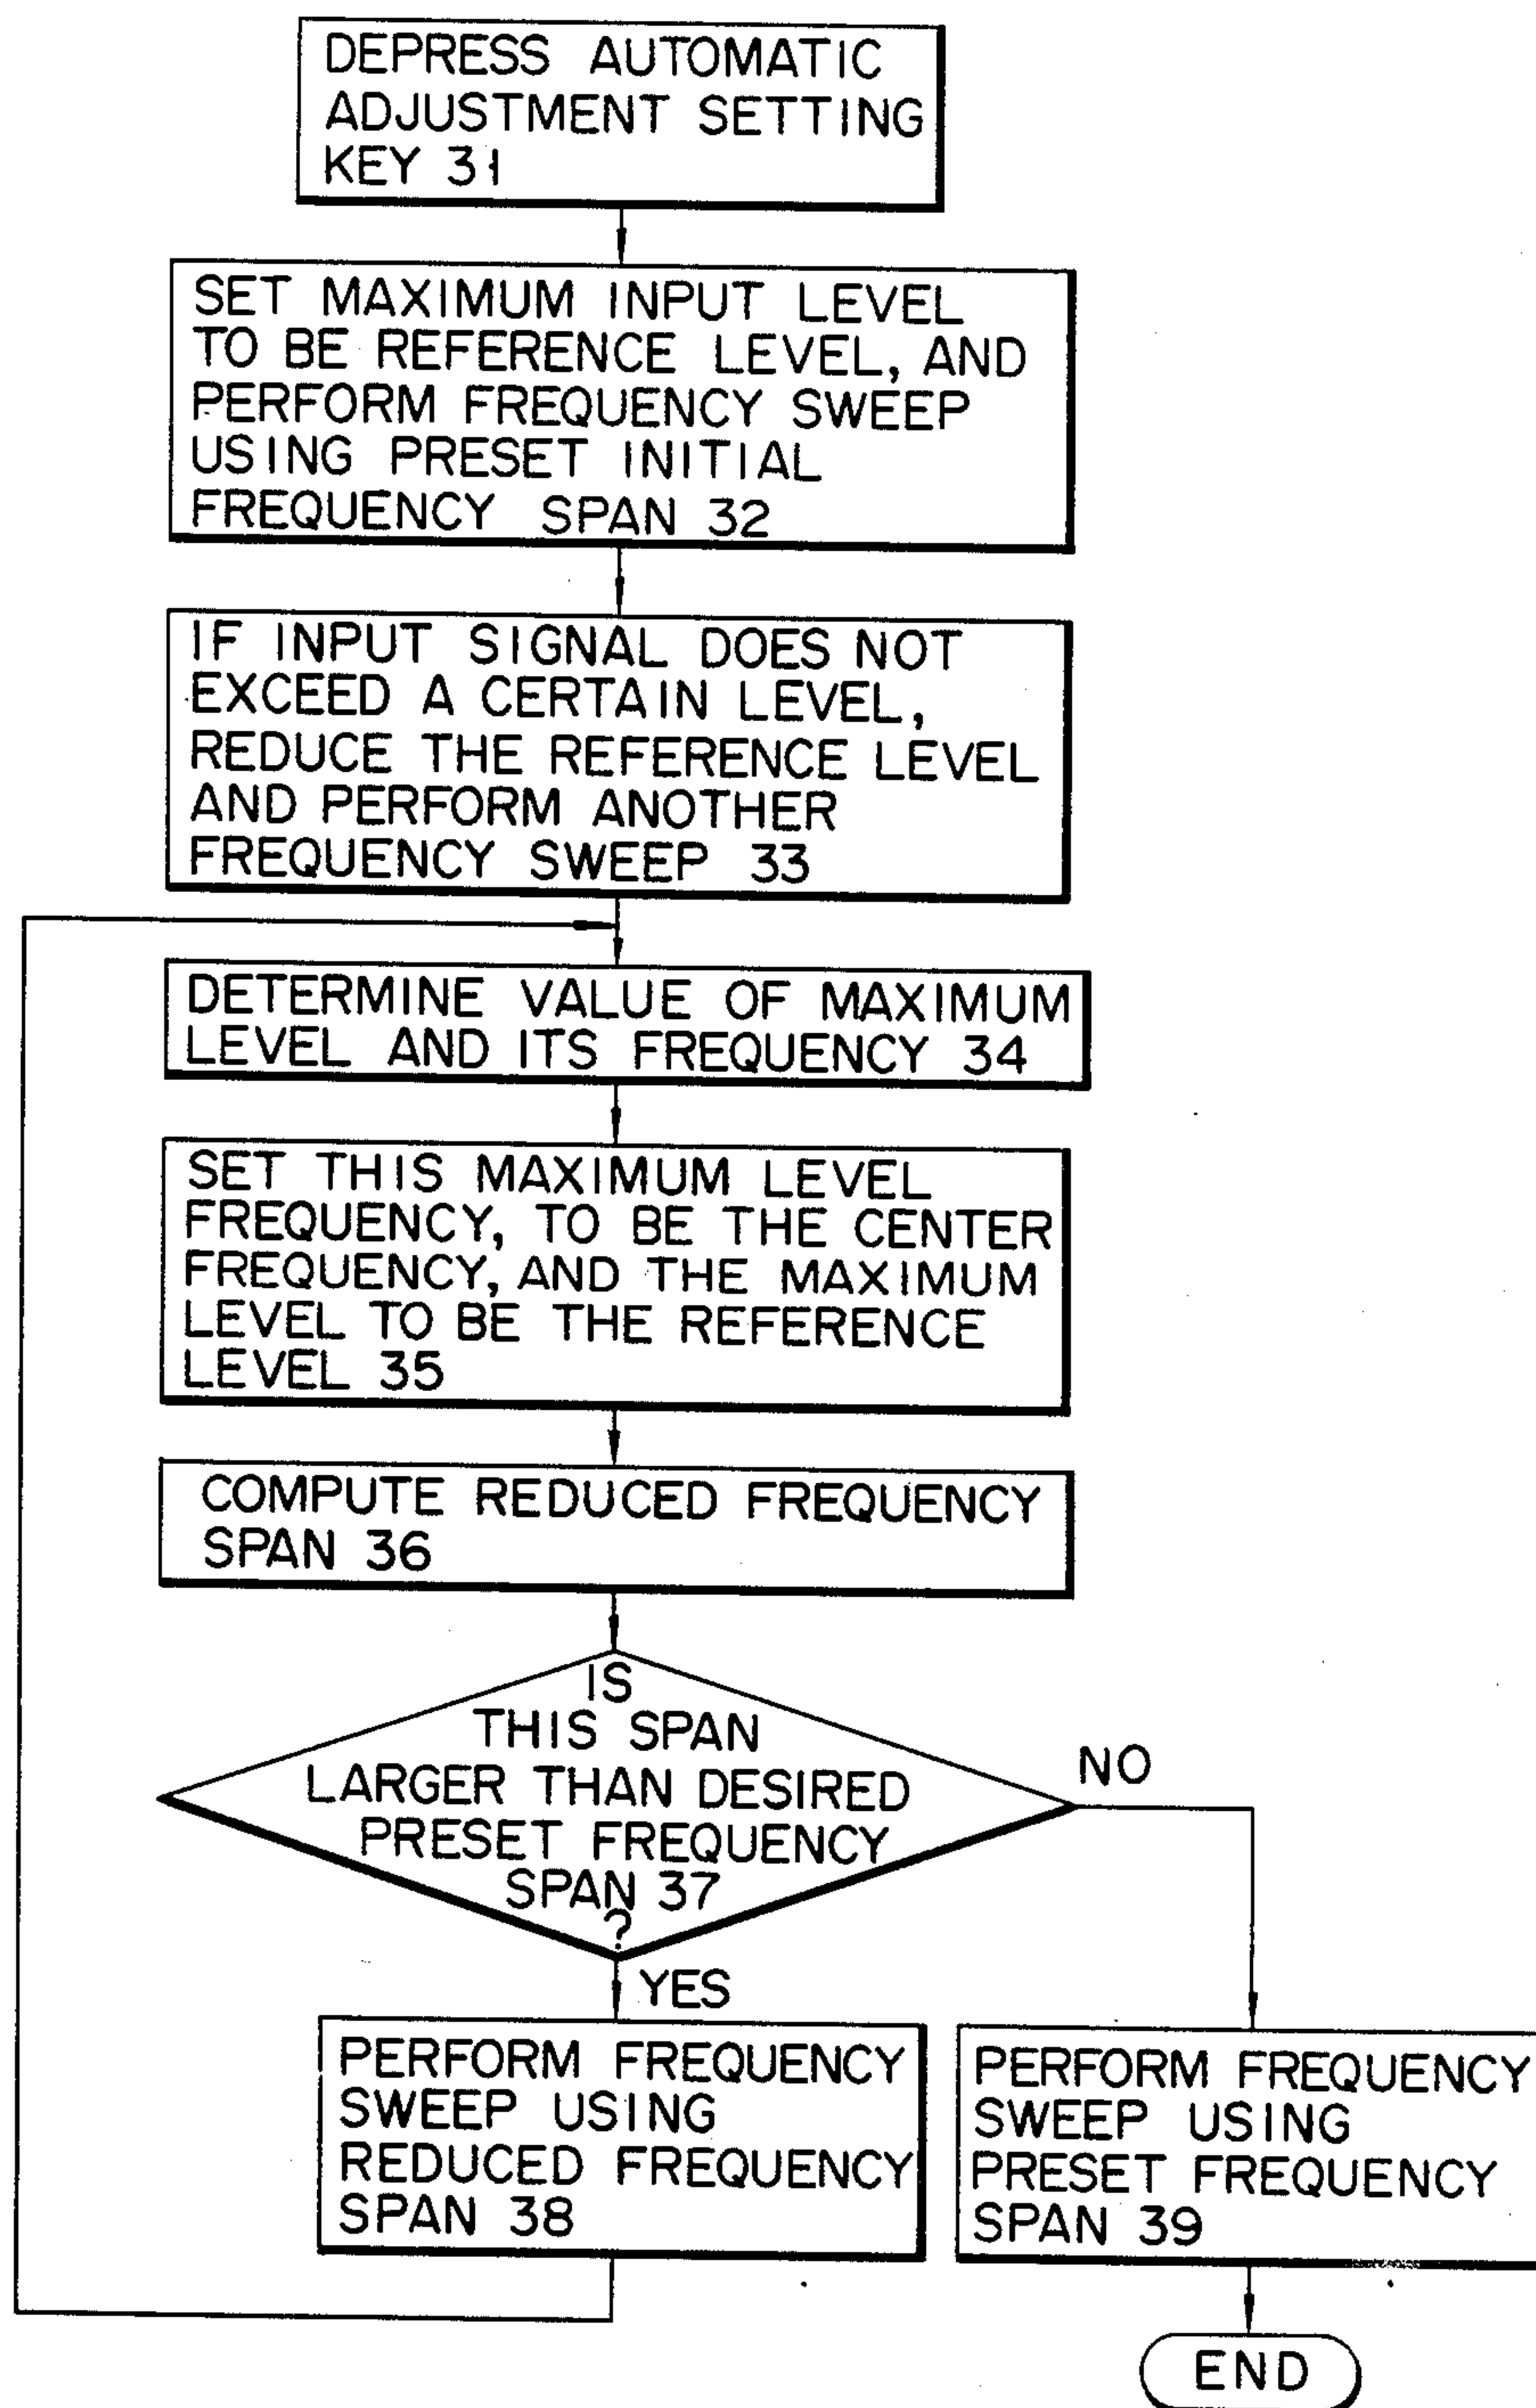 DEPRESS AUTOMATIC
ADJUSTMENT SETTING
KEY 31
SET MAXIMUM INPUT LEVEL
TO BE REFERENCE LEVEL, AND
PERFORM FREQUENCY SWEEP
USING PRESET INITIAL
FREQUENCY SPAN 32
IF INPUT SIGNAL DOES NOT
EXCEED A CERTAIN LEVEL,
REDUCE THE REFERENCE LEVEL
AND PERFORM ANOTHER
FREQUENCY SWEEP 33
DETERMINE VALUE OF MAXIMUM
LEVEL AND ITS FREQUENCY 34
SET THIS MAXIMUM LEVEL
FREQUENCY, TO BE THE CENTER
FREQUENCY, AND THE MAXIMUM
LEVEL TO BE THE REFERENCE
LEVEL 35
COMPUTE REDUCED FREQUENCY
SPAN 36
IS
THIS SPAN
LARGER THAN DESIRED
PRESET FREQUENCY
SPAN 37
?
NO
YES
PERFORM FREQUENCY
SWEEP USING
REDUCED FREQUENCY
SPAN 38
PERFORM FREQUENCY
SWEEP USING
PRESET FREQUENCY
SPAN 39
END